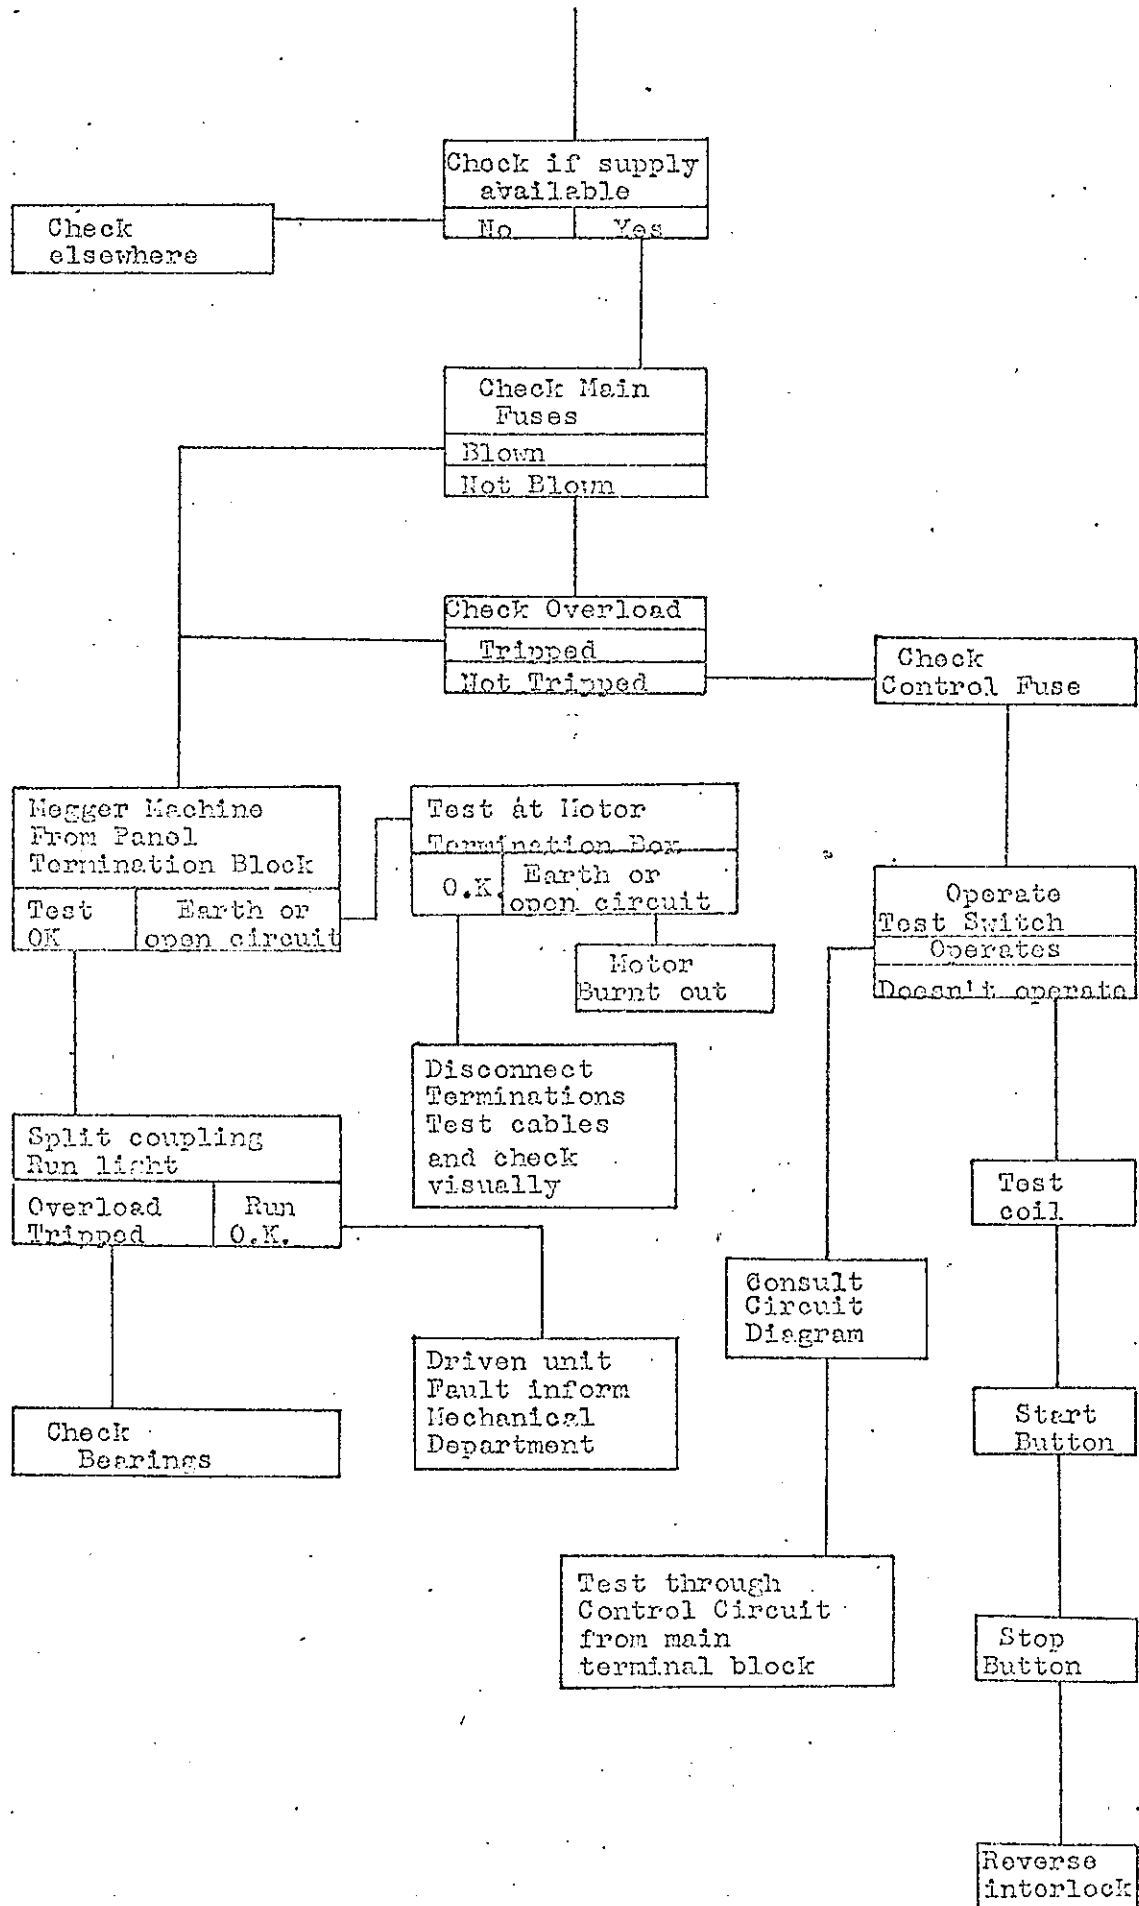 Check if supply
available
No
Yes
Check
elsewhere
Check Main
Fuses
Blown
Not Blown
Check Overload
Tripped
Not Tripped
Check
Control Fuse
Megger Machine
From Panel
Termination Block
Test
OK
Earth or
open circuit
Test at Motor
Termination Box
O.K.
Earth or
open circuit
Motor
Burnt out
Operate
Test Switch
Operates
Doesn't operate
Disconnect
Terminations
Test cables
and check
visually
Split coupling
Run light
Overload
Tripped
Run
O.K.
Test
coil
Consult
Circuit
Diagram
Driven unit
Fault inform
Mechanical
Department
Check
Bearings
Start
Button
Test through
Control Circuit
from main
terminal block
Stop
Button
Reverse
interlock